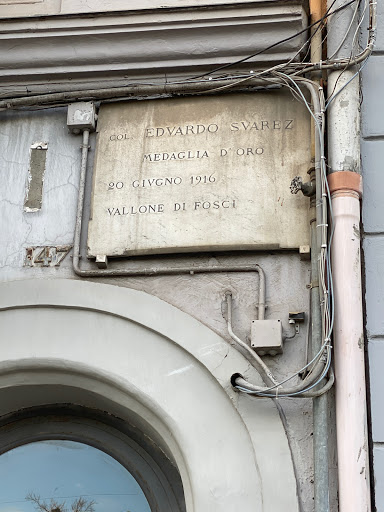 COL. EDVARDO SVAREZ
MEDAGLIA D'ORO
20 GIVGNO 1916
VALLONE DI FOSCI
147